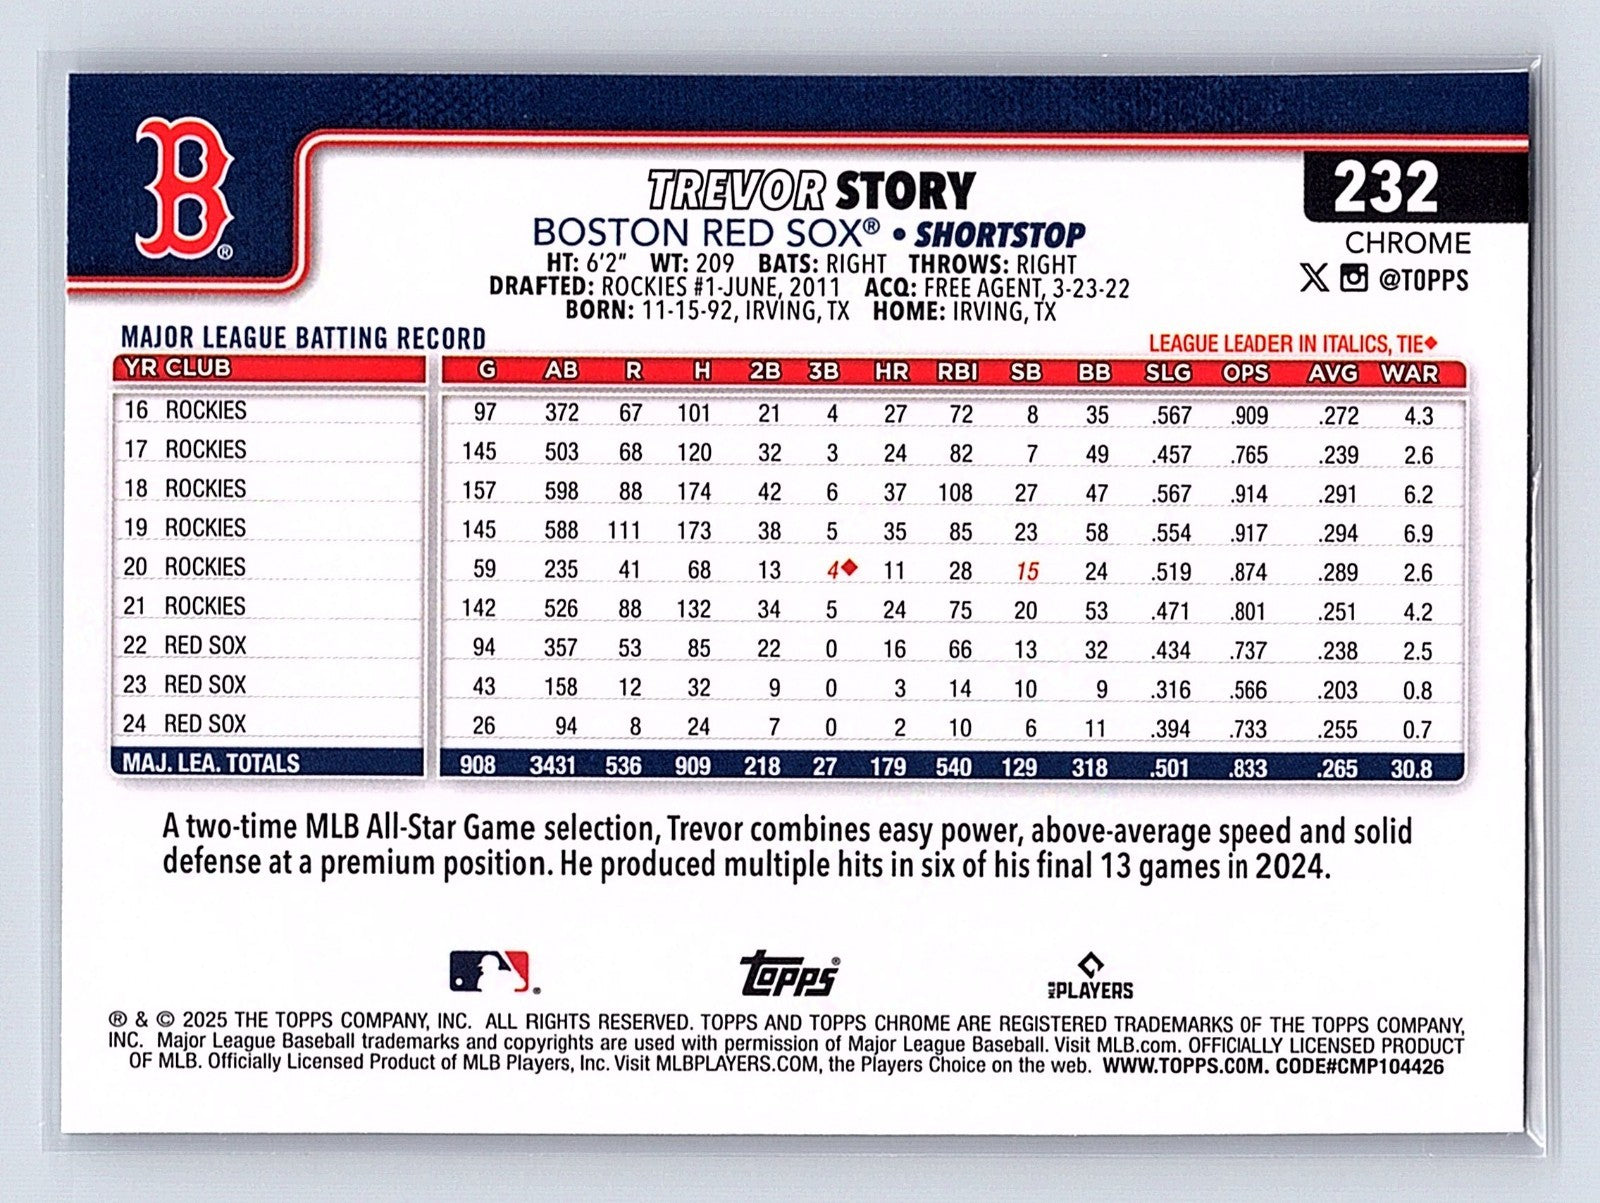 B®
TREVOR STORY
232
BOSTON RED SOX® • SHORTSTOP
CHROME
HT: 6'2" WT: 209 BATS: RIGHT THROWS: RIGHT
@TOPPS
DRAFTED: ROCKIES #1-JUNE, 2011 ACQ: FREE AGENT, 3-23-22
BORN: 11-15-92, IRVING, TX HOME: IRVING, TX
MAJOR LEAGUE BATTING RECORD
LEAGUE LEADER IN ITALICS, TIE◆
YR CLUB G AB R H 2B 3B HR RBI SB BB SLG OPS AVG WAR
16 ROCKIES 97 372 67 101 21 4 27 72 8 35 .567 .909 .272 4.3
17 ROCKIES 145 503 68 120 32 3 24 82 7 49 .457 .765 .239 2.6
18 ROCKIES 157 598 88 174 42 6 37 108 27 47 .567 .914 .291 6.2
19 ROCKIES 145 588 111 173 38 5 35 85 23 58 .554 .917 .294 6.9
20 ROCKIES 59 235 41 68 13 4◆ 11 28 15 24 .519 .874 .289 2.6
21 ROCKIES 142 526 88 132 34 5 24 75 20 53 .471 .801 .251 4.2
22 RED SOX 94 357 53 85 22 0 16 66 13 32 .434 .737 .238 2.5
23 RED SOX 43 158 12 32 9 0 3 14 10 9 .316 .566 .203 0.8
24 RED SOX 26 94 8 24 7 0 2 10 6 11 .394 .733 .255 0.7
MAJ. LEA. TOTALS 908 3431 536 909 218 27 179 540 129 318 .501 .833 .265 30.8
A two-time MLB All-Star Game selection, Trevor combines easy power, above-average speed and solid
defense at a premium position. He produced multiple hits in six of his final 13 games in 2024.
Topps® MLB PLAYERS
® & © 2025 THE TOPPS COMPANY, INC. ALL RIGHTS RESERVED. TOPPS AND TOPPS CHROME ARE REGISTERED TRADEMARKS OF THE TOPPS COMPANY,
INC. Major League Baseball trademarks and copyrights are used with permission of Major League Baseball. Visit MLB.com. OFFICIALLY LICENSED PRODUCT
OF MLB. Officially Licensed Product of MLB Players, Inc. Visit MLBPLAYERS.COM, the Players Choice on the web. WWW.TOPPS.COM. CODE#CMP104426